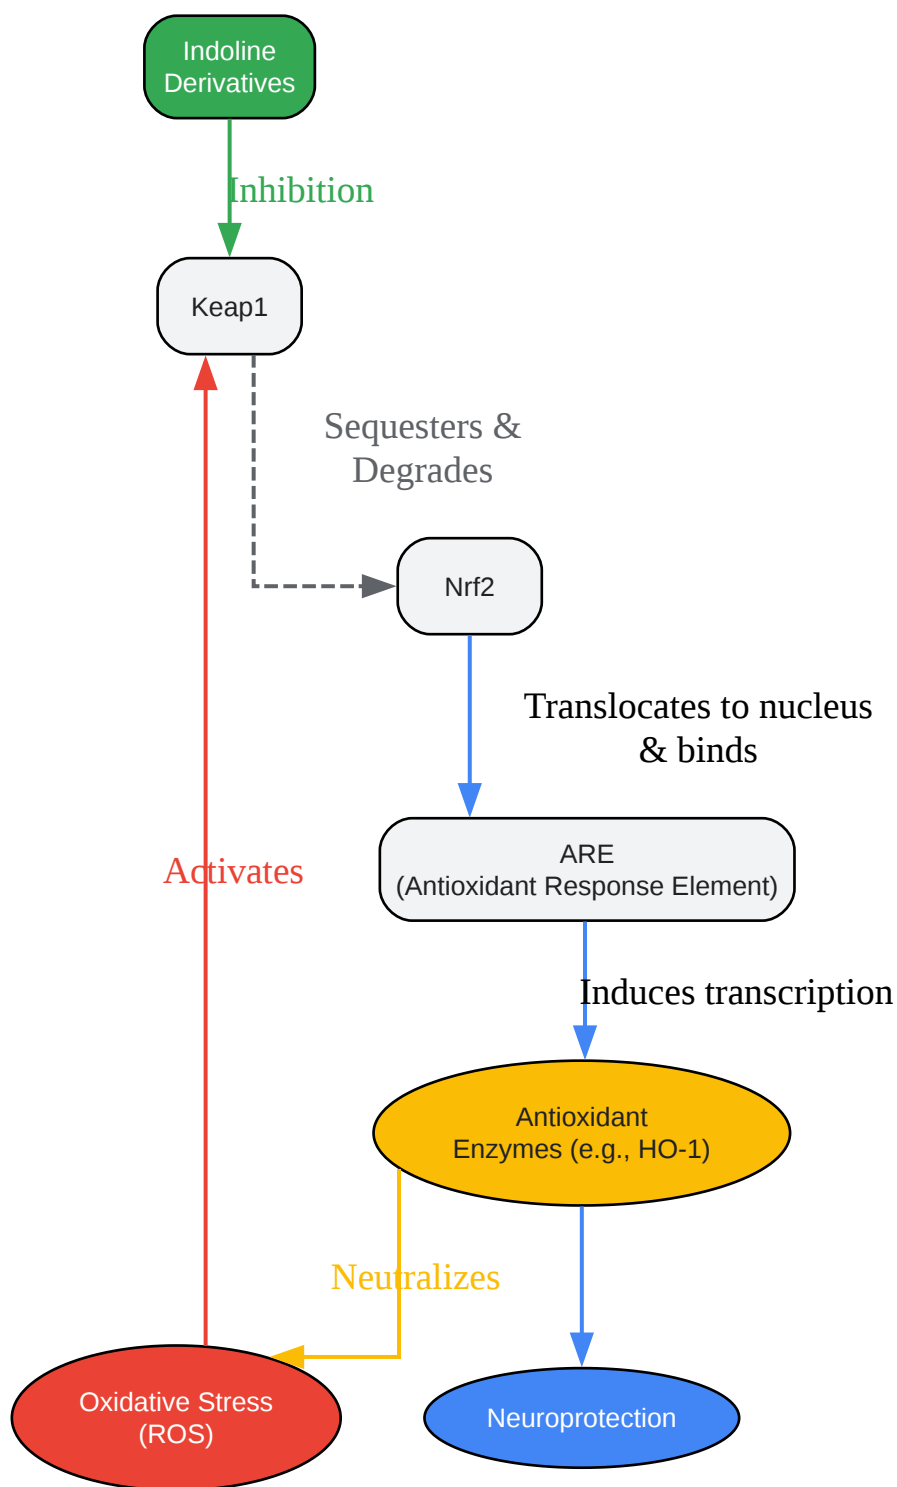 Indoline
Derivatives
Inhibition
Keap1
Sequesters &
Degrades
Nrf2
Translocates to nucleus
& binds
ARE
(Antioxidant Response Element)
Activates
Induces transcription
Antioxidant
Enzymes (e.g., HO-1)
Neutralizes
Oxidative Stress
(ROS)
Neuroprotection